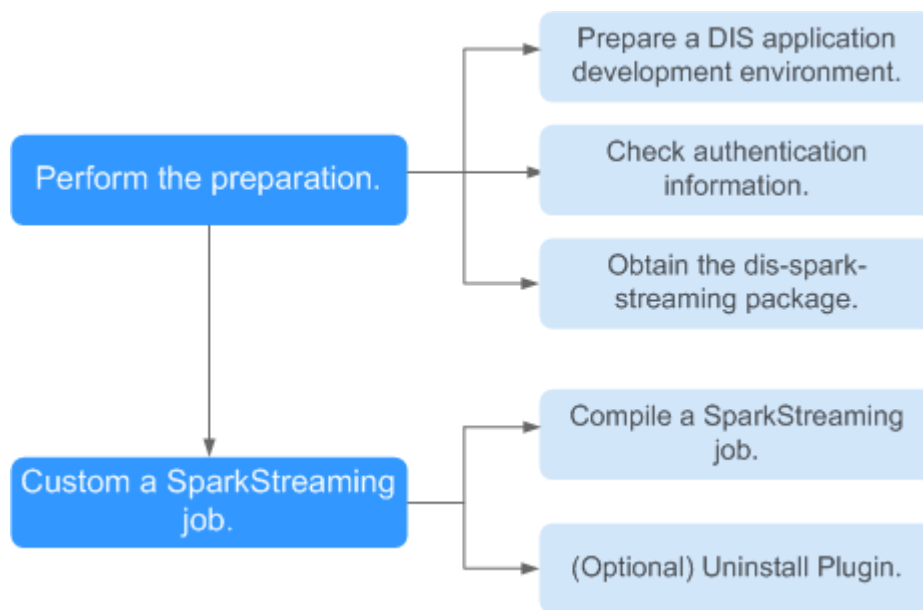 Perform the preparation.
Prepare a DIS application
development environment.
Check authentication
information.
Obtain the dis-spark-
streaming package.
Custom a SparkStreaming
job.
Compile a SparkStreaming
job.
(Optional) Uninstall Plugin.